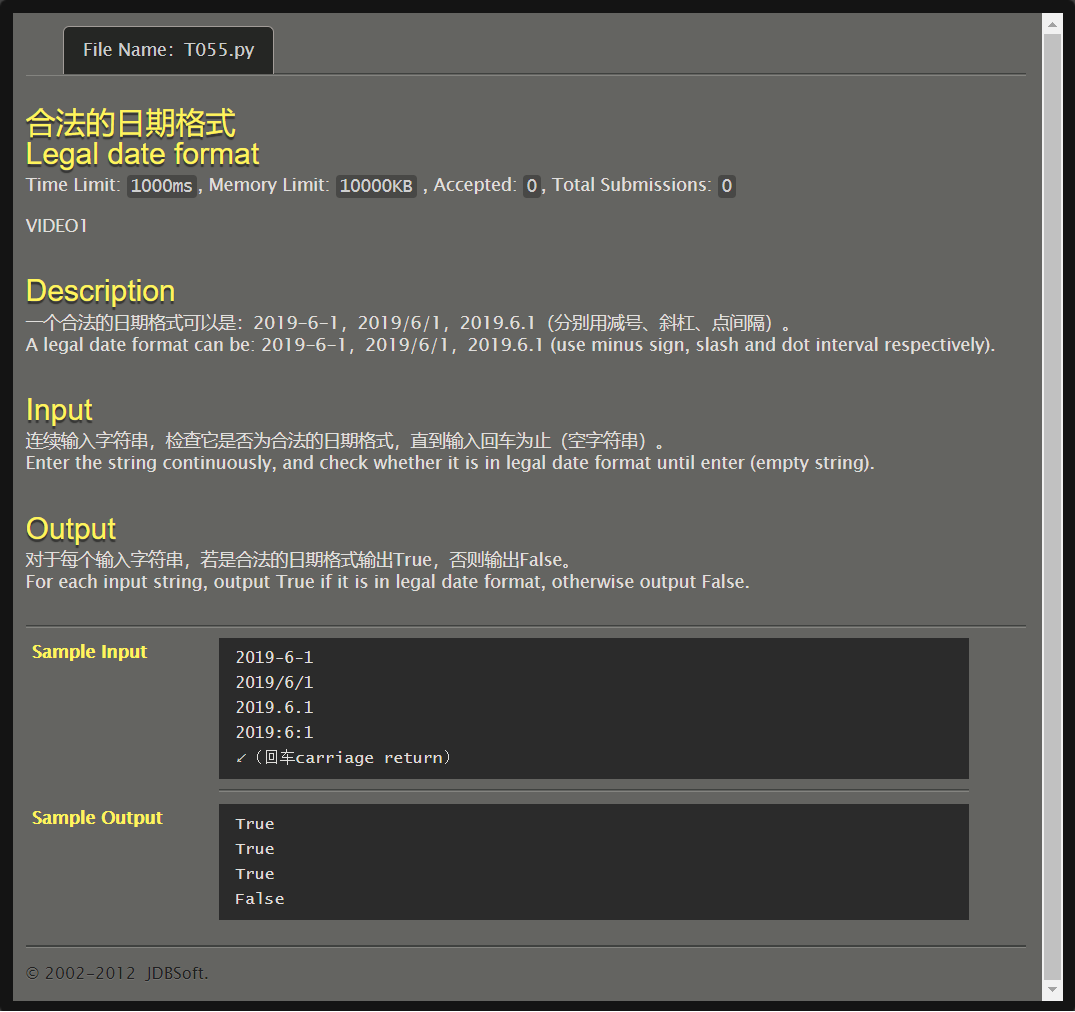 File Name：T055.py
合法的日期格式
Legal date format
Time Limit: 1000ms, Memory Limit: 10000KB , Accepted: 0, Total Submissions: 0
VIDEO1
Description
一个合法的日期格式可以是：2019-6-1，2019/6/1，2019.6.1（分别用减号、斜杠、点间隔）。
A legal date format can be: 2019-6-1，2019/6/1，2019.6.1 (use minus sign, slash and dot interval respectively).
Input
连续输入字符串，检查它是否为合法的日期格式，直到输入回车为止（空字符串）。
Enter the string continuously, and check whether it is in legal date format until enter (empty string).
Output
对于每个输入字符串，若是合法的日期格式输出True，否则输出False。
For each input string, output True if it is in legal date format, otherwise output False.
Sample Input
2019-6-1
2019/6/1
2019.6.1
2019:6:1
↙（回车carriage return）
Sample Output
True
True
True
False
© 2002-2012 JDBSoft.